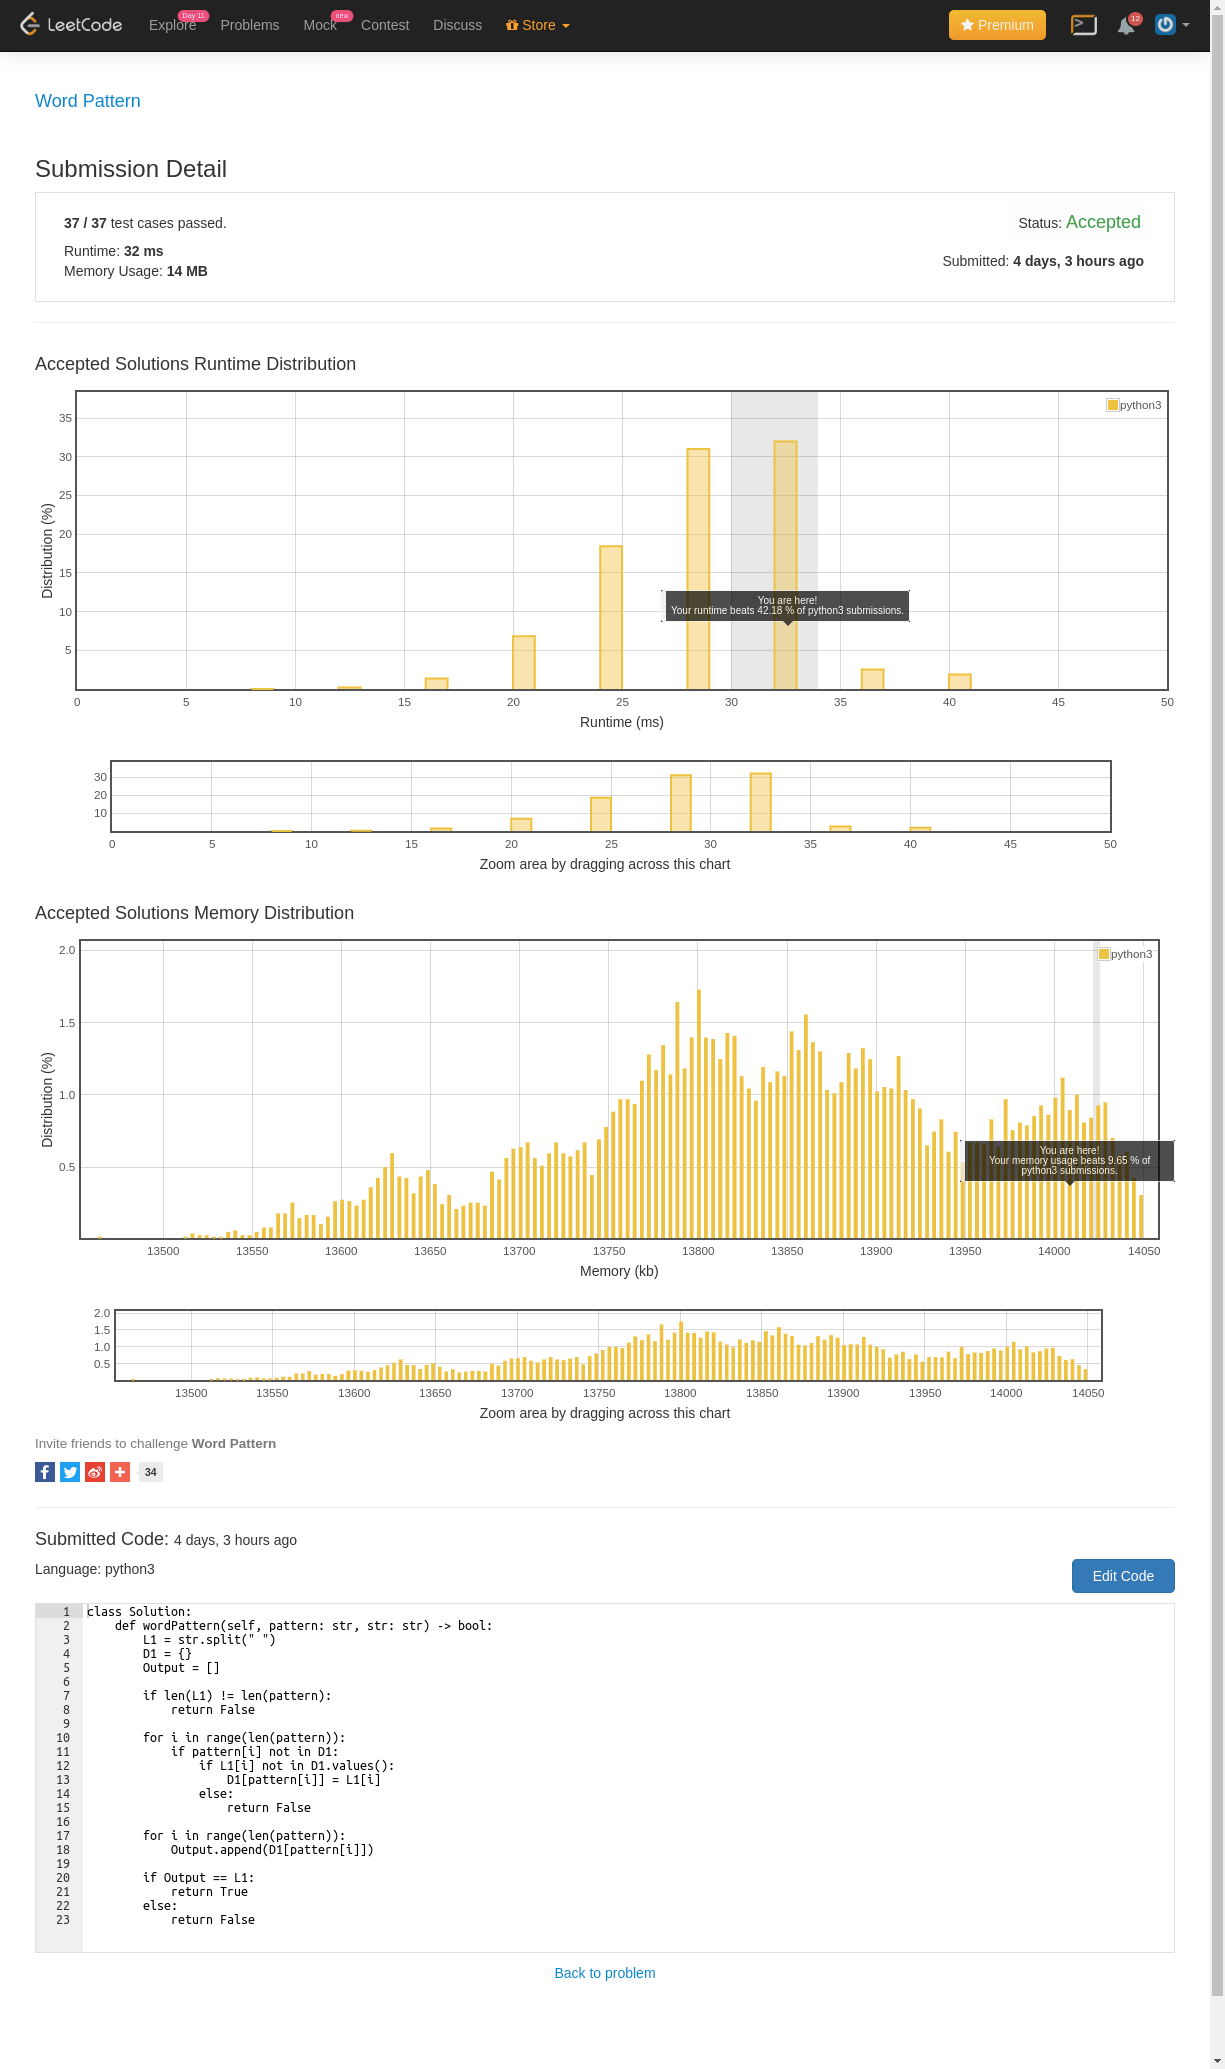 LeetCode Explore Day 11 Problems Mock new Contest Discuss Store Premium 12
Word Pattern
Submission Detail
37 / 37 test cases passed.
Status: Accepted
Runtime: 32 ms
Submitted: 4 days, 3 hours ago
Memory Usage: 14 MB
Accepted Solutions Runtime Distribution
python3
35
30
25
20
15
10
5
Distribution (%)
You are here!
Your runtime beats 42.18 % of python3 submissions.
0 5 10 15 20 25 30 35 40 45 50
Runtime (ms)
30
20
10
0 5 10 15 20 25 30 35 40 45 50
Zoom area by dragging across this chart
Accepted Solutions Memory Distribution
python3
2.0
1.5
1.0
0.5
Distribution (%)
You are here!
Your memory usage beats 9.65 % of
python3 submissions.
13500 13550 13600 13650 13700 13750 13800 13850 13900 13950 14000 14050
Memory (kb)
2.0
1.5
1.0
0.5
13500 13550 13600 13650 13700 13750 13800 13850 13900 13950 14000 14050
Zoom area by dragging across this chart
Invite friends to challenge Word Pattern
34
Submitted Code: 4 days, 3 hours ago
Language: python3
Edit Code
1 class Solution:
2     def wordPattern(self, pattern: str, str: str) -> bool:
3         L1 = str.split(" ")
4         D1 = {}
5         Output = []
6
7         if len(L1) != len(pattern):
8             return False
9
10         for i in range(len(pattern)):
11             if pattern[i] not in D1:
12                 if L1[i] not in D1.values():
13                     D1[pattern[i]] = L1[i]
14                 else:
15                     return False
16
17         for i in range(len(pattern)):
18             Output.append(D1[pattern[i]])
19
20         if Output == L1:
21             return True
22         else:
23             return False
Back to problem